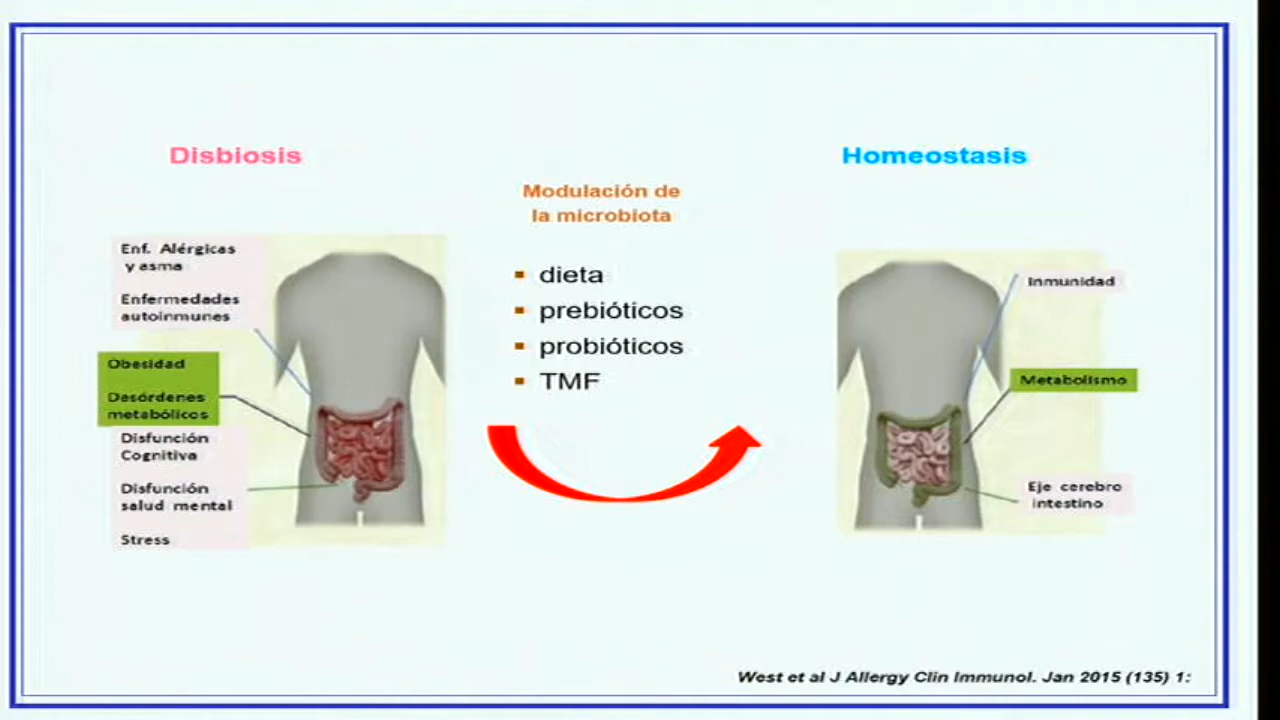 Disbiosis
Homeostasis
Modulación de
la microbiota
Enf. Alérgicas
y asma
Enfermedades
autoinmunes
Obesidad
Desórdenes
metabólicos
Disfunción
Cognitiva
Disfunción
salud mental
Stress
dieta
prebióticos
probióticos
TMF
Inmunidad
Metabolismo
Eje cerebro
intestino
West et al J Allergy Clin Immunol. Jan 2015 (135) 1: